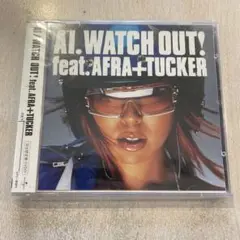 AI. WATCH OUT!
feat. AFRA+TUCKER
AI / WATCH OUT! feat. AFRA+TUCKER